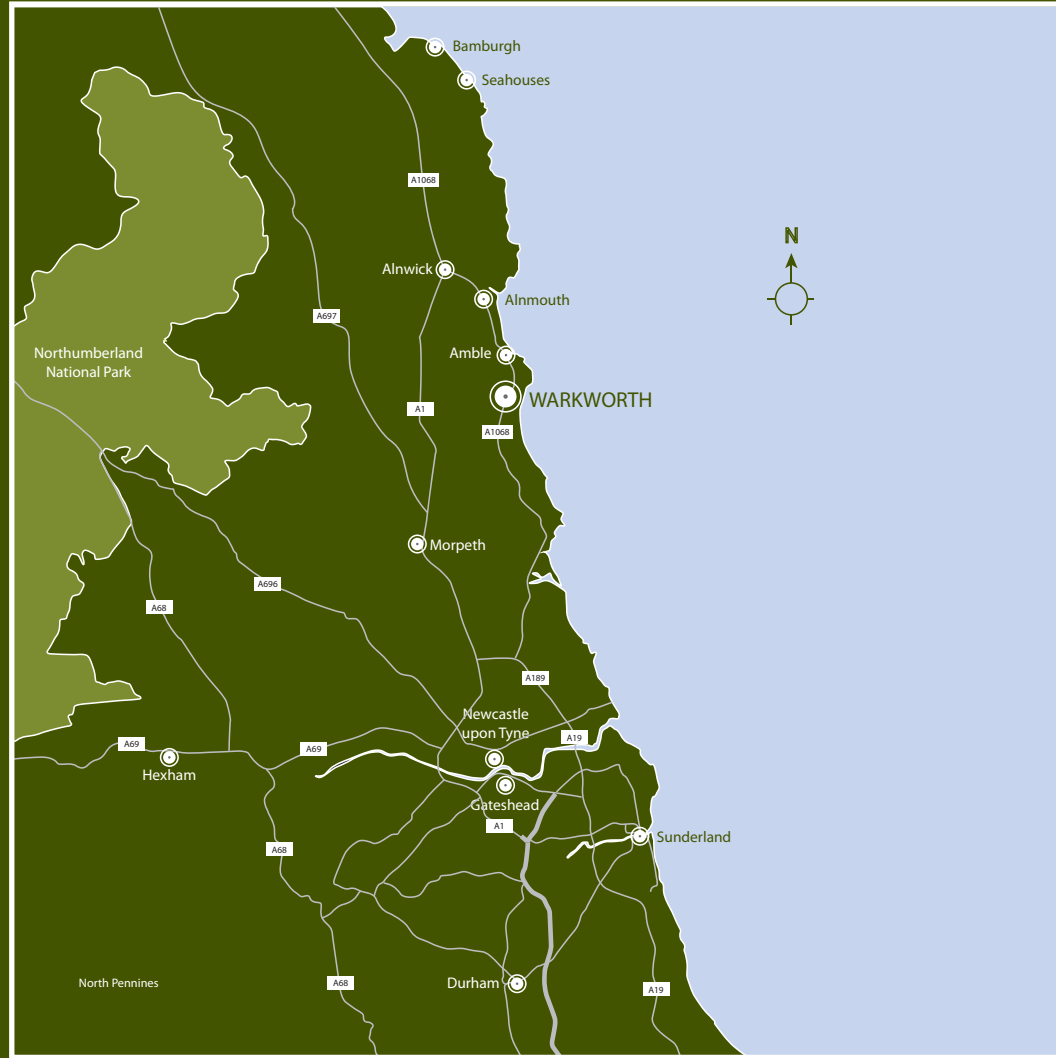 Bamburgh
Seahouses
A1068
N
Alnwick
Alnmouth
A697
Northumberland
National Park
Amble
WARKWORTH
A1
A1068
Morpeth
A696
A68
A189
Newcastle
upon Tyne
A19
A69
A69
Hexham
Gateshead
A1
Sunderland
A68
North Pennines
A68
Durham
A19